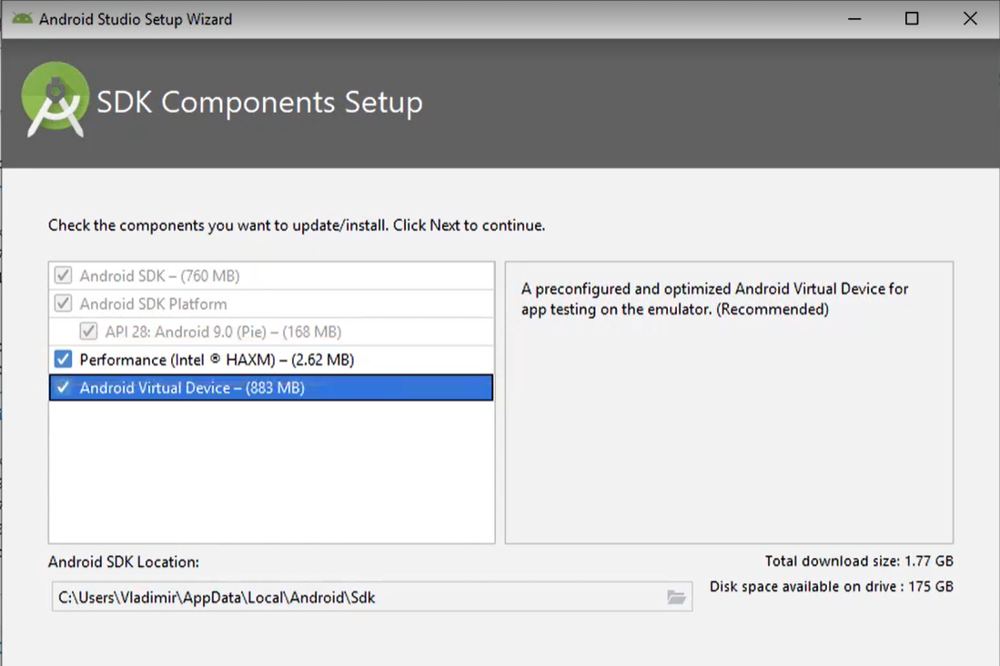 Android Studio Setup Wizard
SDK Components Setup
Check the components you want to update/install. Click Next to continue.
Android SDK – (760 MB)
Android SDK Platform
API 28: Android 9.0 (Pie) – (168 MB)
Performance (Intel ® HAXM) – (2.62 MB)
Android Virtual Device – (883 MB)
A preconfigured and optimized Android Virtual Device for
app testing on the emulator. (Recommended)
Android SDK Location:
C:\Users\Vladimir\AppData\Local\Android\Sdk
Total download size: 1.77 GB
Disk space available on drive : 175 GB